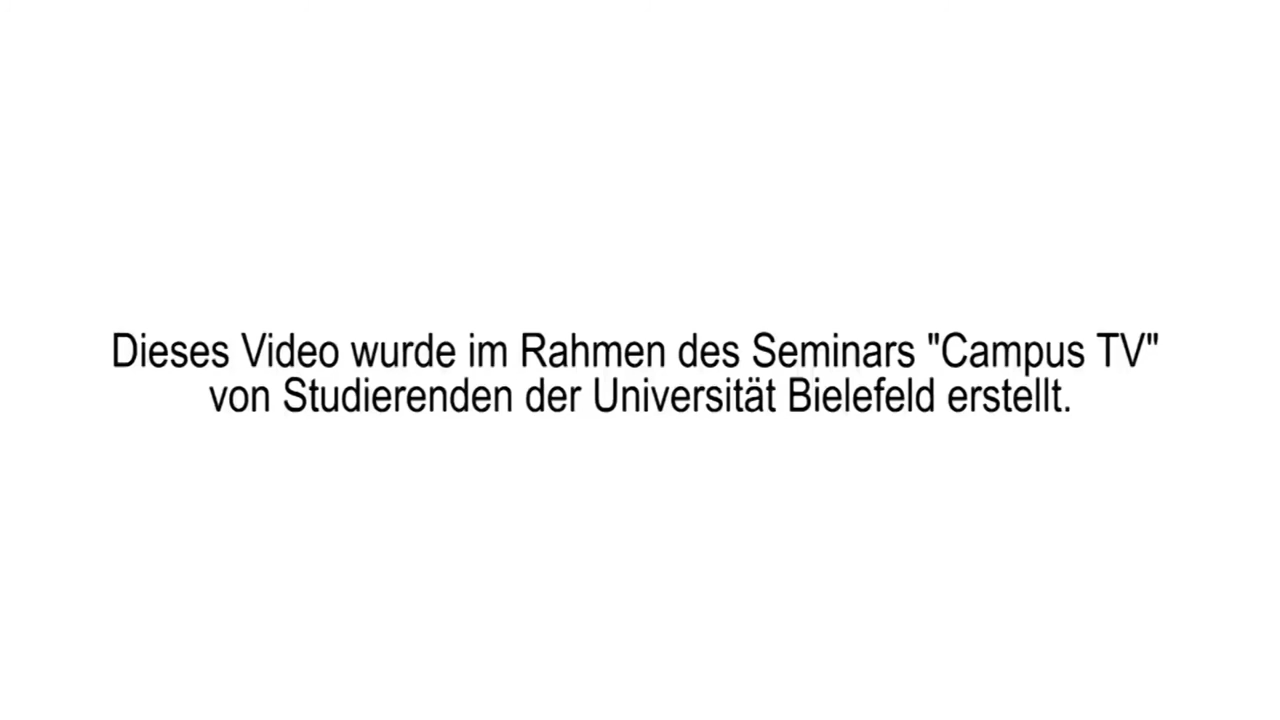 Dieses Video wurde im Rahmen des Seminars "Campus TV"
von Studierenden der Universität Bielefeld erstellt.